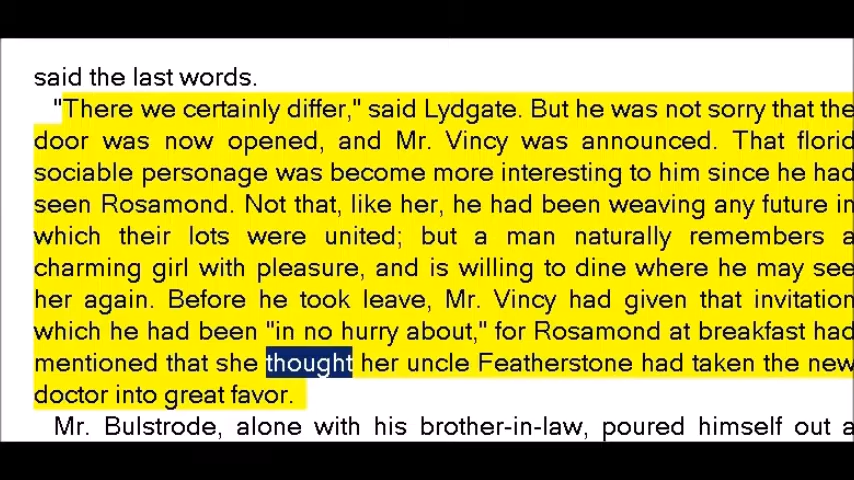 said the last words.
"There we certainly differ," said Lydgate. But he was not sorry that the
door was now opened, and Mr. Vincy was announced. That florid
sociable personage was become more interesting to him since he had
seen Rosamond. Not that, like her, he had been weaving any future in
which their lots were united; but a man naturally remembers a
charming girl with pleasure, and is willing to dine where he may see
her again. Before he took leave, Mr. Vincy had given that invitation
which he had been "in no hurry about," for Rosamond at breakfast had
mentioned that she thought her uncle Featherstone had taken the new
doctor into great favor.
Mr. Bulstrode, alone with his brother-in-law, poured himself out a